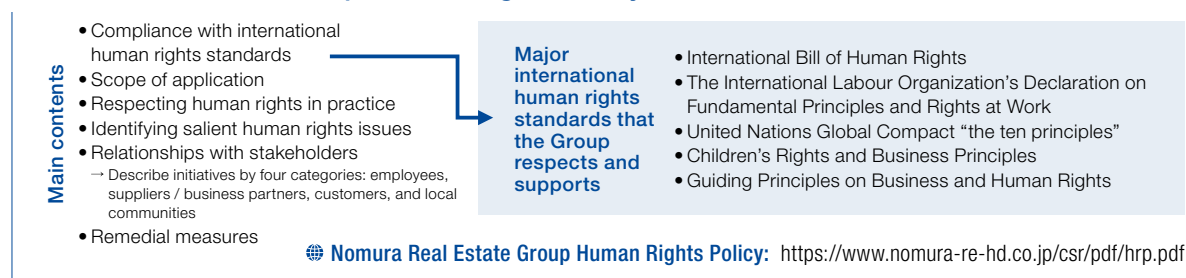 Main contents
• Compliance with international
human rights standards
• Scope of application
• Respecting human rights in practice
• Identifying salient human rights issues
• Relationships with stakeholders
→ Describe initiatives by four categories: employees,
suppliers / business partners, customers, and local
communities
• Remedial measures
Major
international
human rights
standards that
the Group
respects and
supports
• International Bill of Human Rights
• The International Labour Organization’s Declaration on
Fundamental Principles and Rights at Work
• United Nations Global Compact “the ten principles”
• Children’s Rights and Business Principles
• Guiding Principles on Business and Human Rights
Nomura Real Estate Group Human Rights Policy: https://www.nomura-re-hd.co.jp/csr/pdf/hrp.pdf